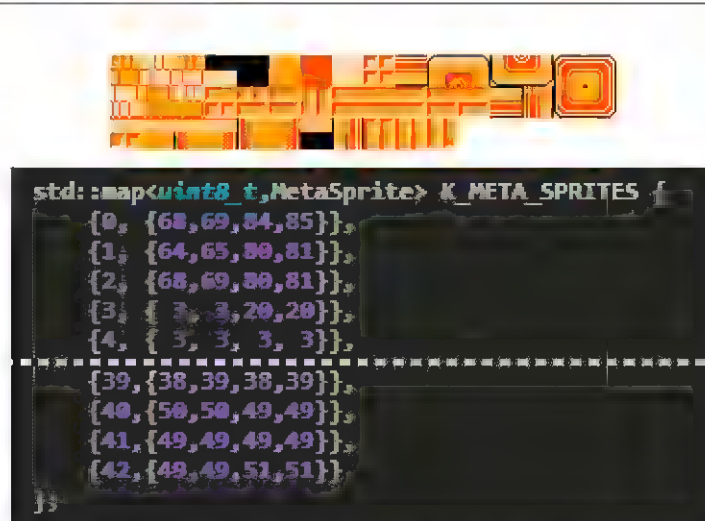 std::map<uint8_t,MetaSprite> K_META_SPRITES {
{0, {68,69,84,85}},
{1, {64,65,80,81}},
{2, {68,69,80,81}},
{3, { 3, 3,20,20}},
{4, { 3, 3, 3, 3}},
{39,{38,39,38,39}},
{40,{50,50,49,49}},
{41,{49,49,49,49}},
{42,{49,49,51,51}}
};